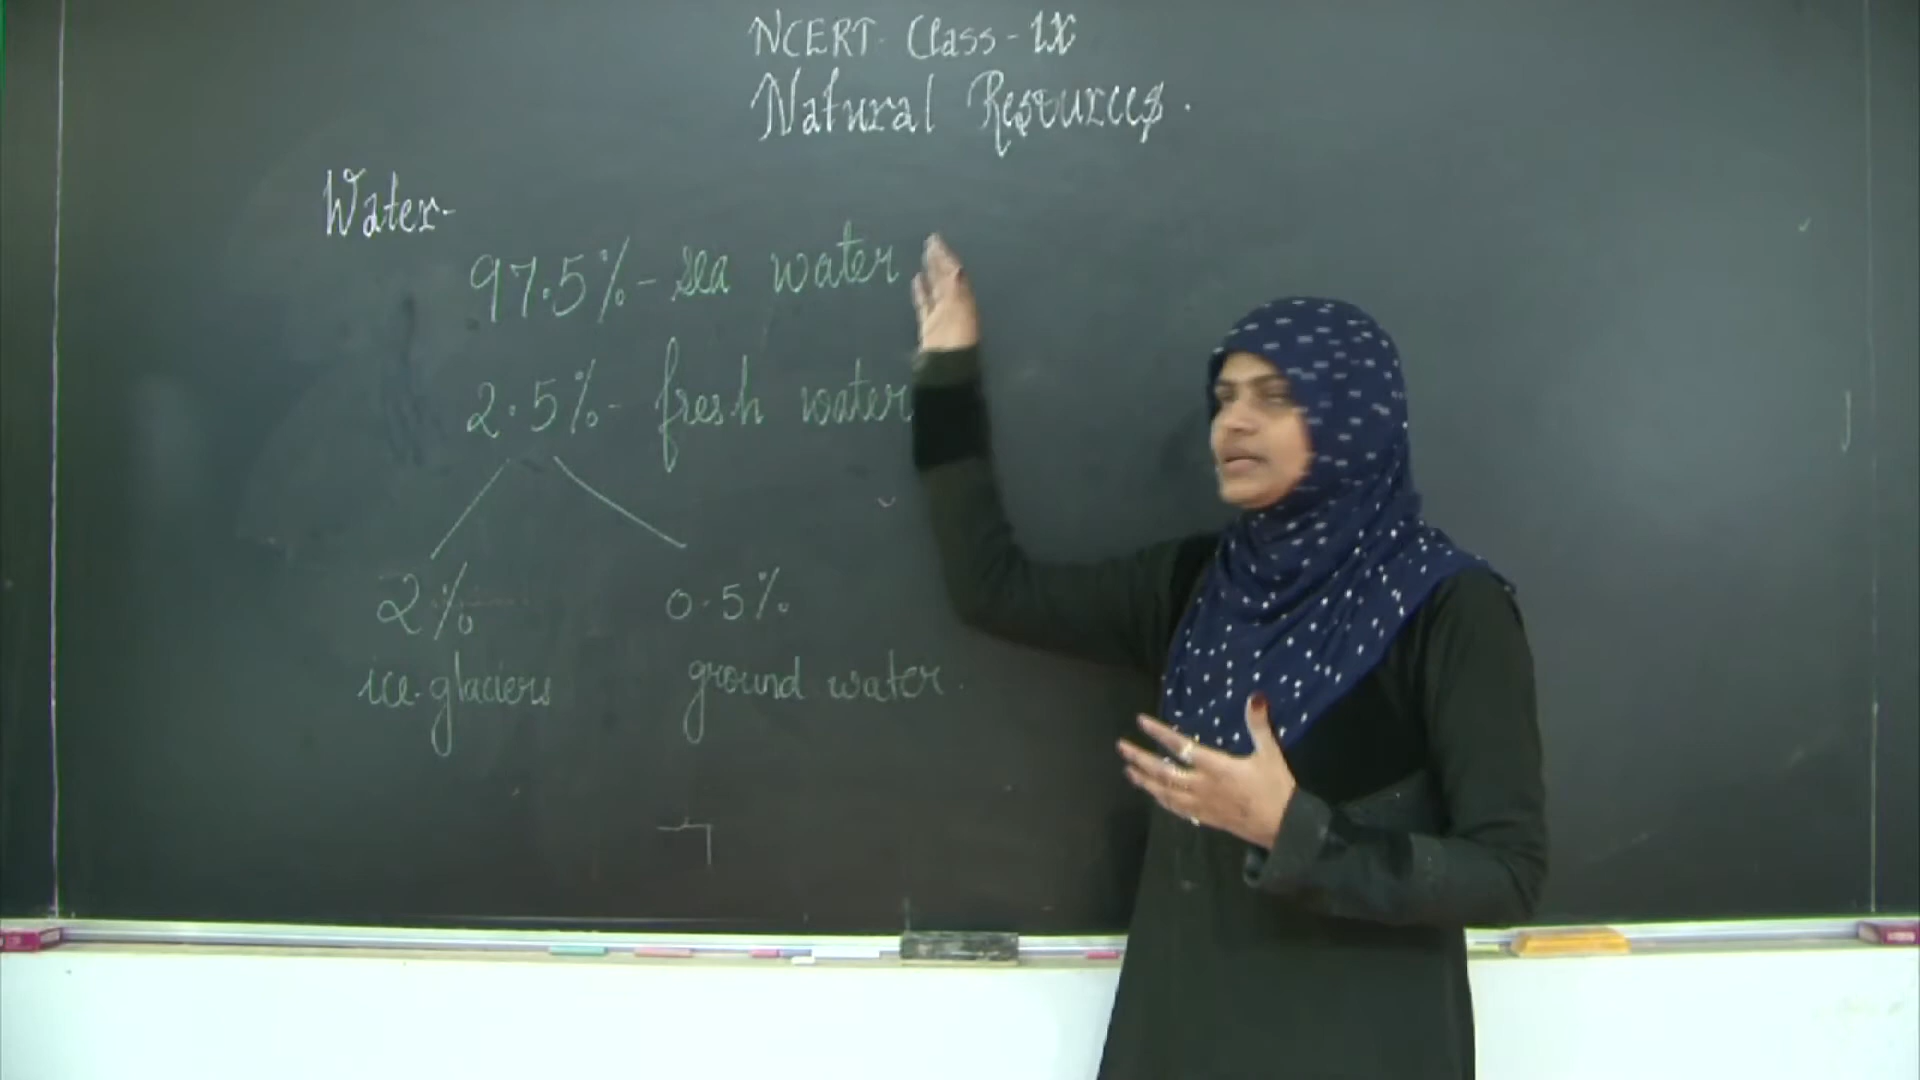 NCERT. Class - IX
Natural Resources.
Water-
97.5% - sea water
2.5% - fresh water
2% 0.5%
ice-glaciers ground water.